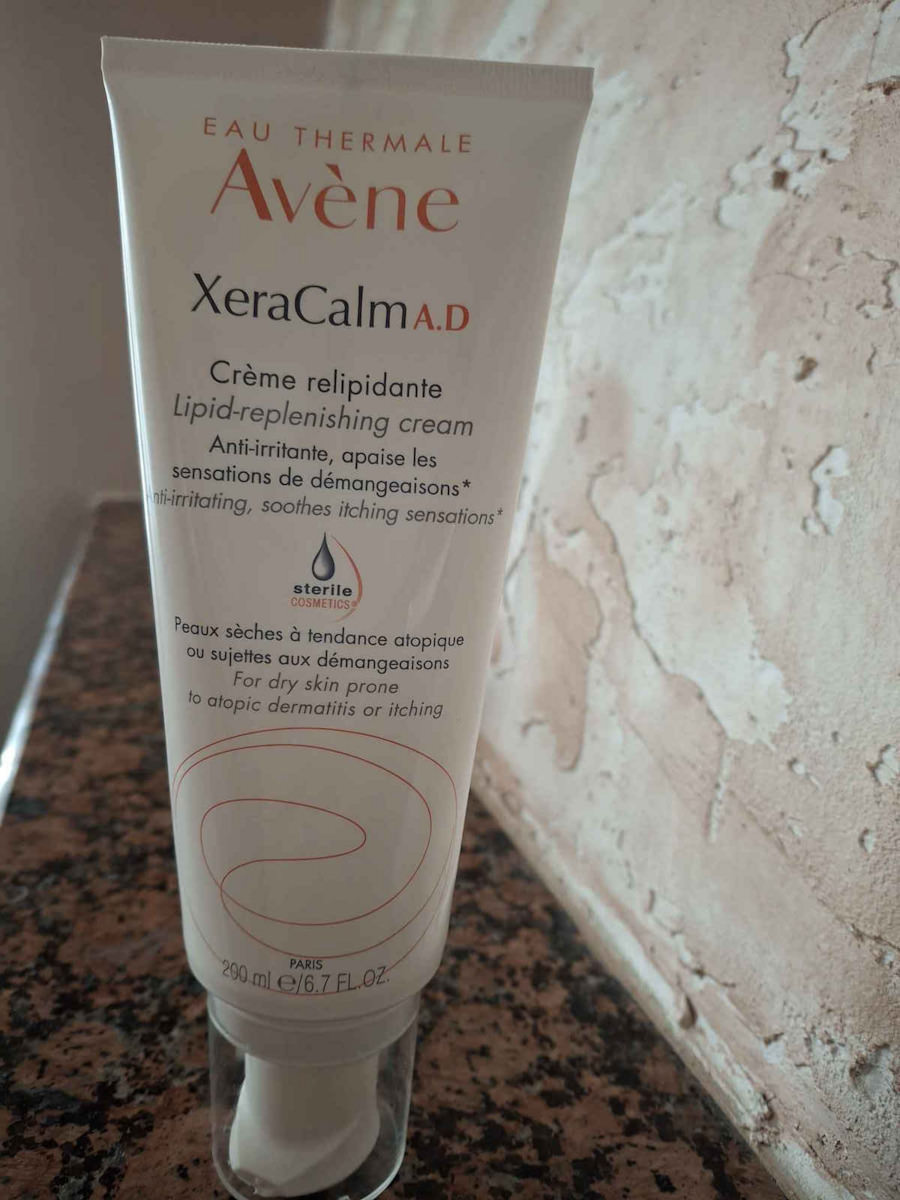 EAU THERMALE
Avène
XeraCalm A.D
Crème relipidante
Lipid-replenishing cream
Anti-irritante, apaise les
sensations de démangeaisons*
Anti-irritating, soothes itching sensations*
sterile
COSMETICS®
Peaux sèches à tendance atopique
ou sujettes aux démangeaisons
For dry skin prone
to atopic dermatitis or itching
PARIS
200 ml ℮/6.7 FL.OZ.